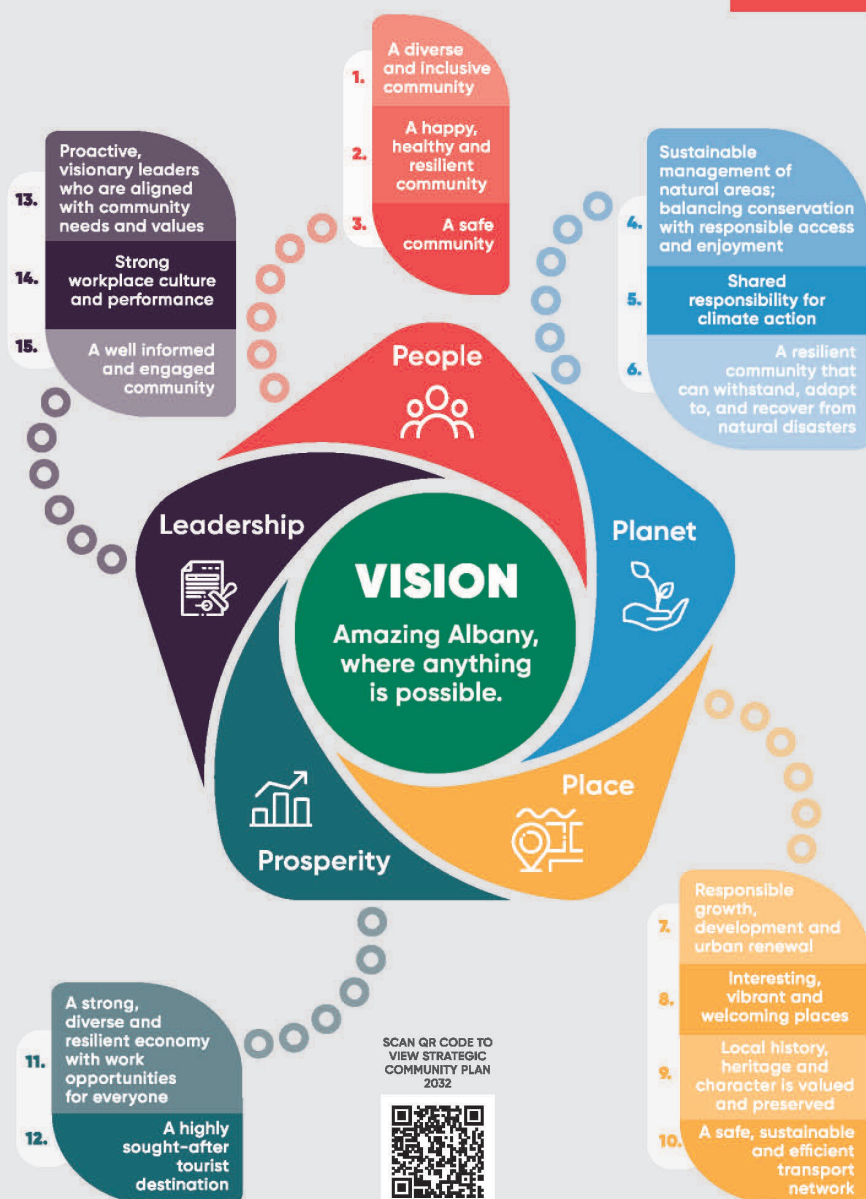 1.
A diverse
and inclusive
community
2.
A happy,
healthy and
resilient
community
3.
A safe
community
13.
Proactive,
visionary leaders
who are aligned
with community
needs and values
14.
Strong
workplace culture
and performance
15.
A well informed
and engaged
community
4.
Sustainable
management of
natural areas;
balancing conservation
with responsible access
and enjoyment
5.
Shared
responsibility for
climate action
6.
A resilient
community that
can withstand, adapt
to, and recover from
natural disasters
People
Leadership
Planet
VISION
Amazing Albany,
where anything
is possible.
Place
Prosperity
7.
Responsible
growth,
development and
urban renewal
8.
Interesting,
vibrant and
welcoming places
9.
Local history,
heritage and
character is valued
and preserved
10.
A safe, sustainable
and efficient
transport
network
11.
A strong,
diverse and
resilient economy
with work
opportunities
for everyone
12.
A highly
sought-after
tourist
destination
SCAN QR CODE TO
VIEW STRATEGIC
COMMUNITY PLAN
2032